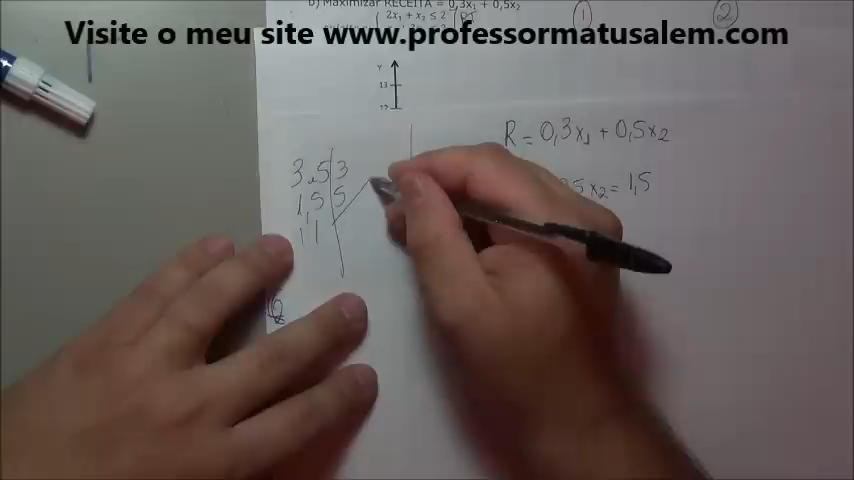 b) Maximizar RECEITA = 0,3x₁ + 0,5x₂
2x₁ + x₂ ≤ 2
1
2
Visite o meu site www.professormatusalem.com
Y
13
12
R = 0,3x₁ + 0,5x₂
5x₂ = 1,5
3,5 3
1,5 5
1,1